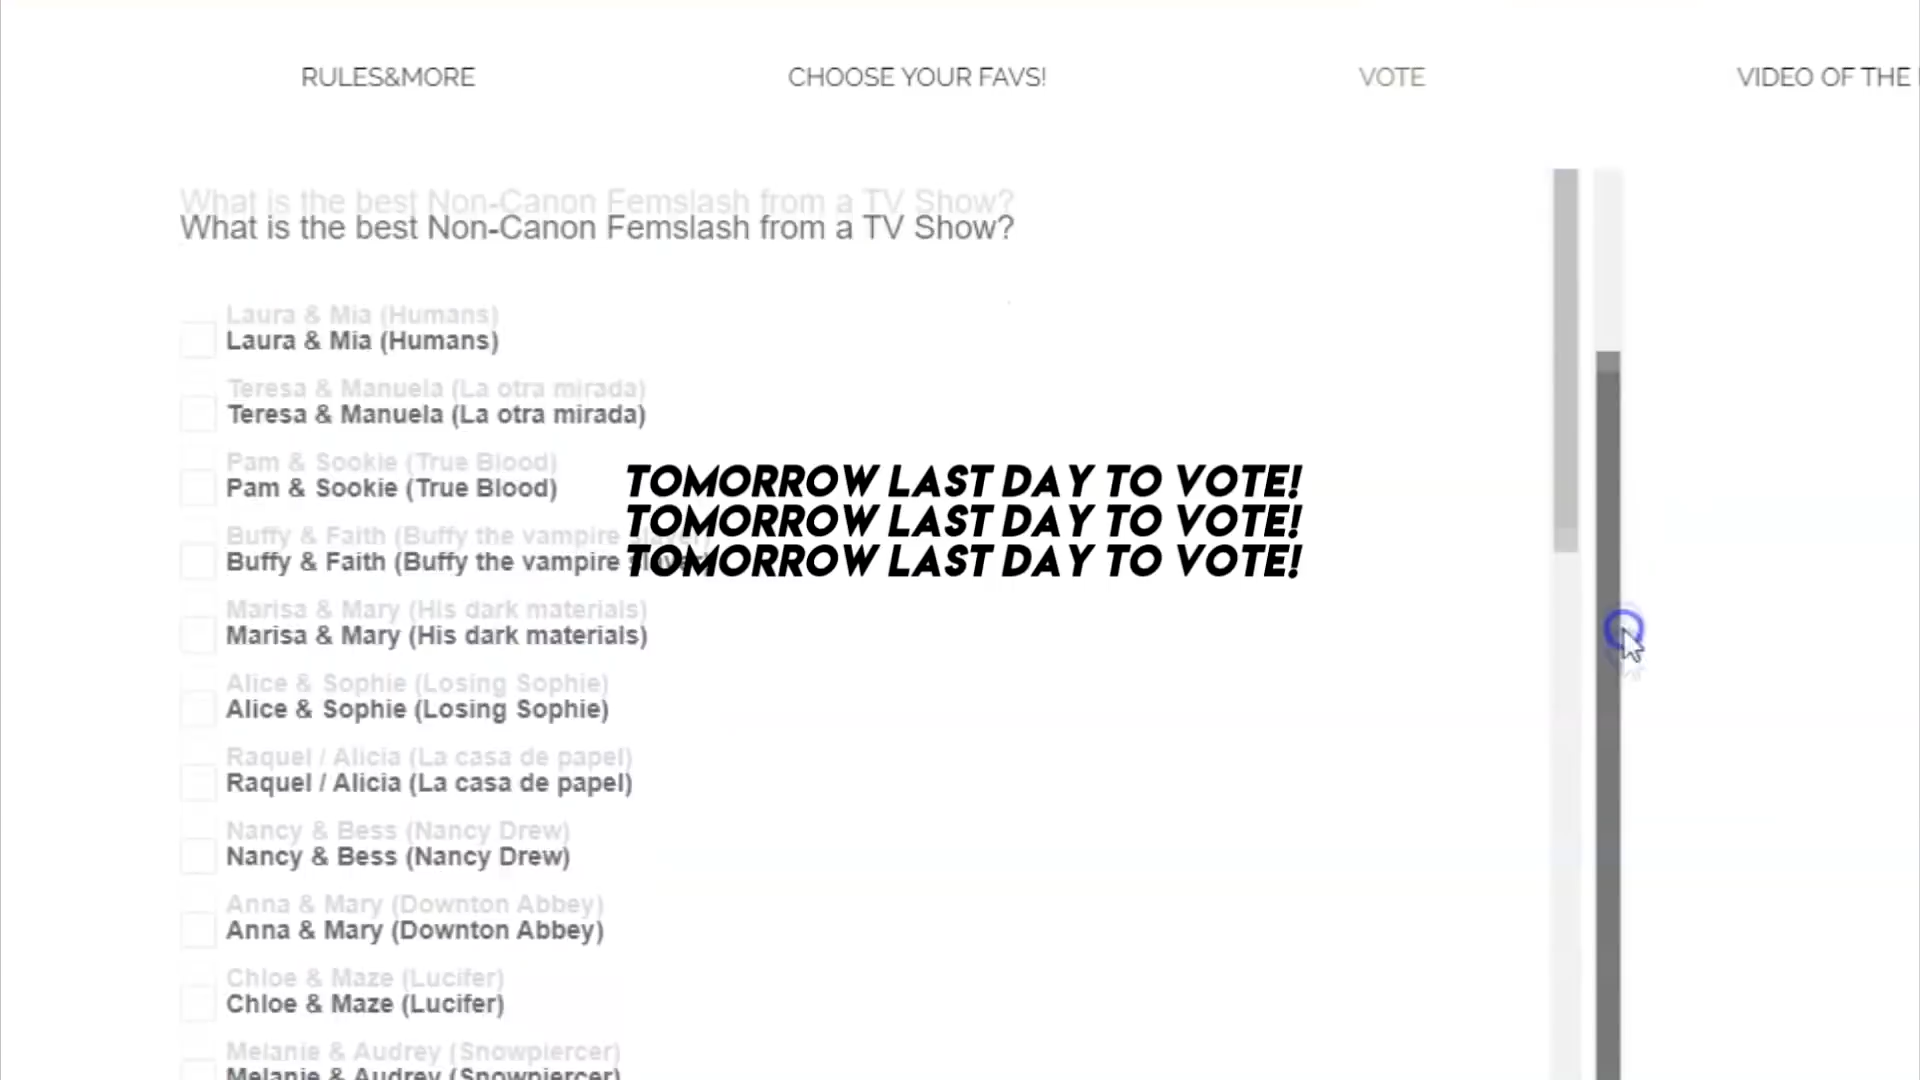 RULES&MORE
CHOOSE YOUR FAVS!
VOTE
VIDEO OF THE
What is the best Non-Canon Femslash from a TV Show?
What is the best Non-Canon Femslash from a TV Show?
Laura & Mia (Humans)
Laura & Mia (Humans)
Teresa & Manuela (La otra mirada)
Teresa & Manuela (La otra mirada)
Pam & Sookie (True Blood)
Pam & Sookie (True Blood)
TOMORROW LAST DAY TO VOTE!
TOMORROW LAST DAY TO VOTE!
TOMORROW LAST DAY TO VOTE!
Buffy & Faith (Buffy the vampire slayer)
Buffy & Faith (Buffy the vampire slayer)
Marisa & Mary (His dark materials)
Marisa & Mary (His dark materials)
Alice & Sophie (Losing Sophie)
Alice & Sophie (Losing Sophie)
Raquel / Alicia (La casa de papel)
Raquel / Alicia (La casa de papel)
Nancy & Bess (Nancy Drew)
Nancy & Bess (Nancy Drew)
Anna & Mary (Downton Abbey)
Anna & Mary (Downton Abbey)
Chloe & Maze (Lucifer)
Chloe & Maze (Lucifer)
Melanie & Audrey (Snowpiercer)
Melanie & Audrey (Snowpiercer)